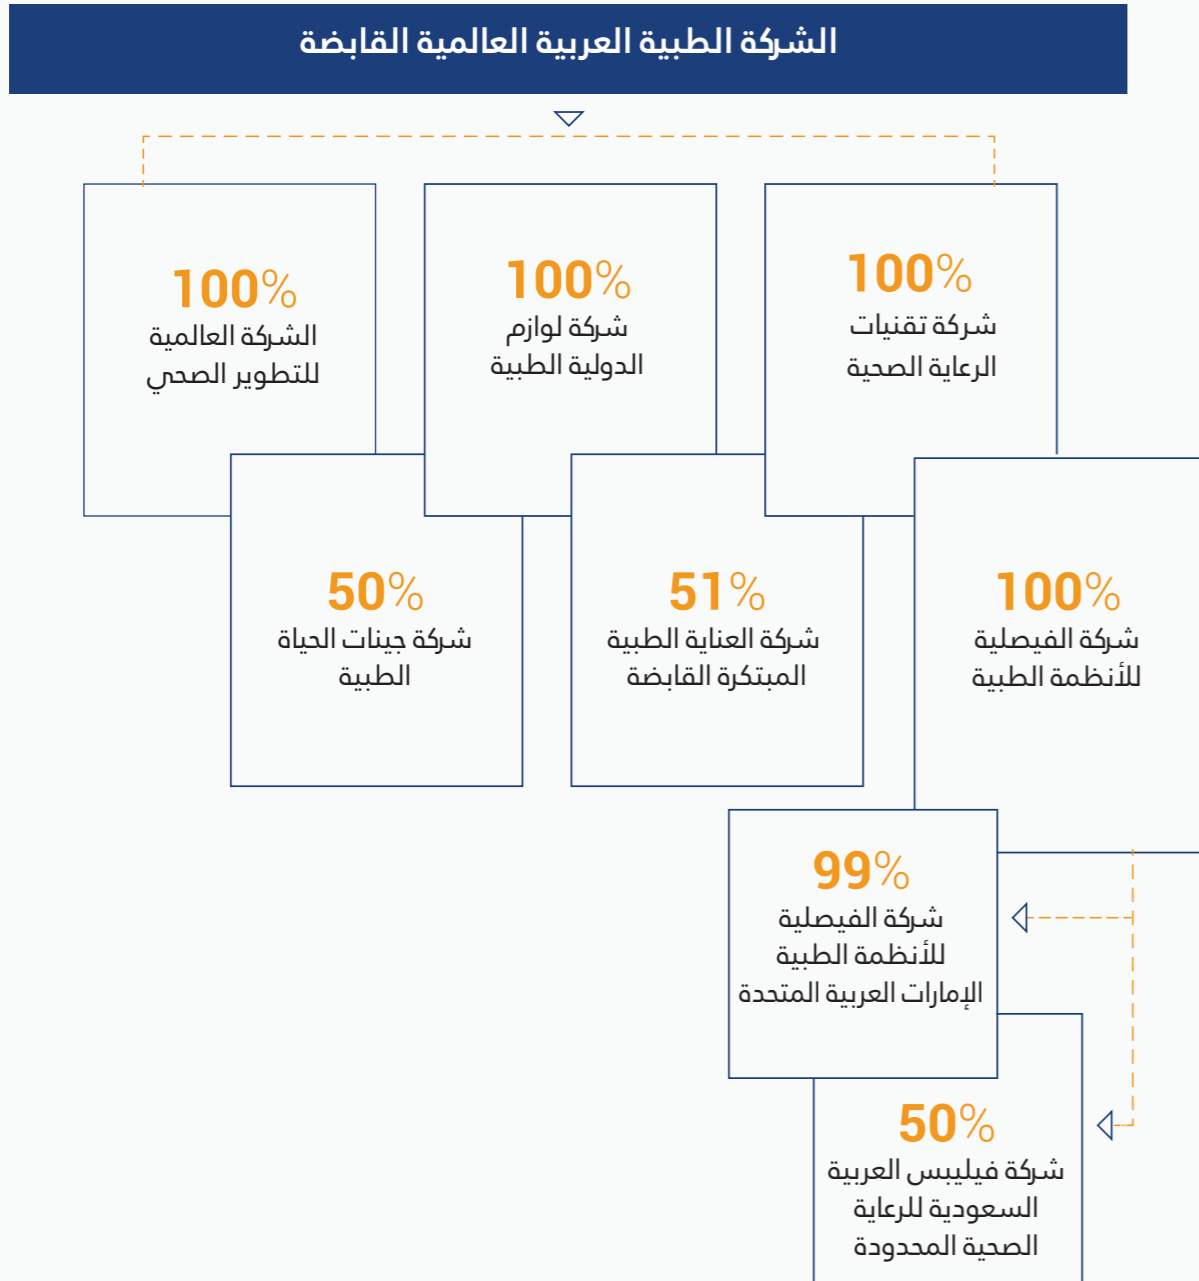 الشركة الطبية العربية العالمية القابضة
100%
شركة تقنيات
الرعاية الصحية
100%
شركة لوازم
الدولية الطبية
100%
الشركة العالمية
للتطوير الصحي
100%
شركة الفيصلية
للأنظمة الطبية
51%
شركة العناية الطبية
المبتكرة القابضة
50%
شركة جينات الحياة
الطبية
99%
شركة الفيصلية
للأنظمة الطبية
الإمارات العربية المتحدة
50%
شركة فيليبس العربية
السعودية للرعاية
الصحية المحدودة